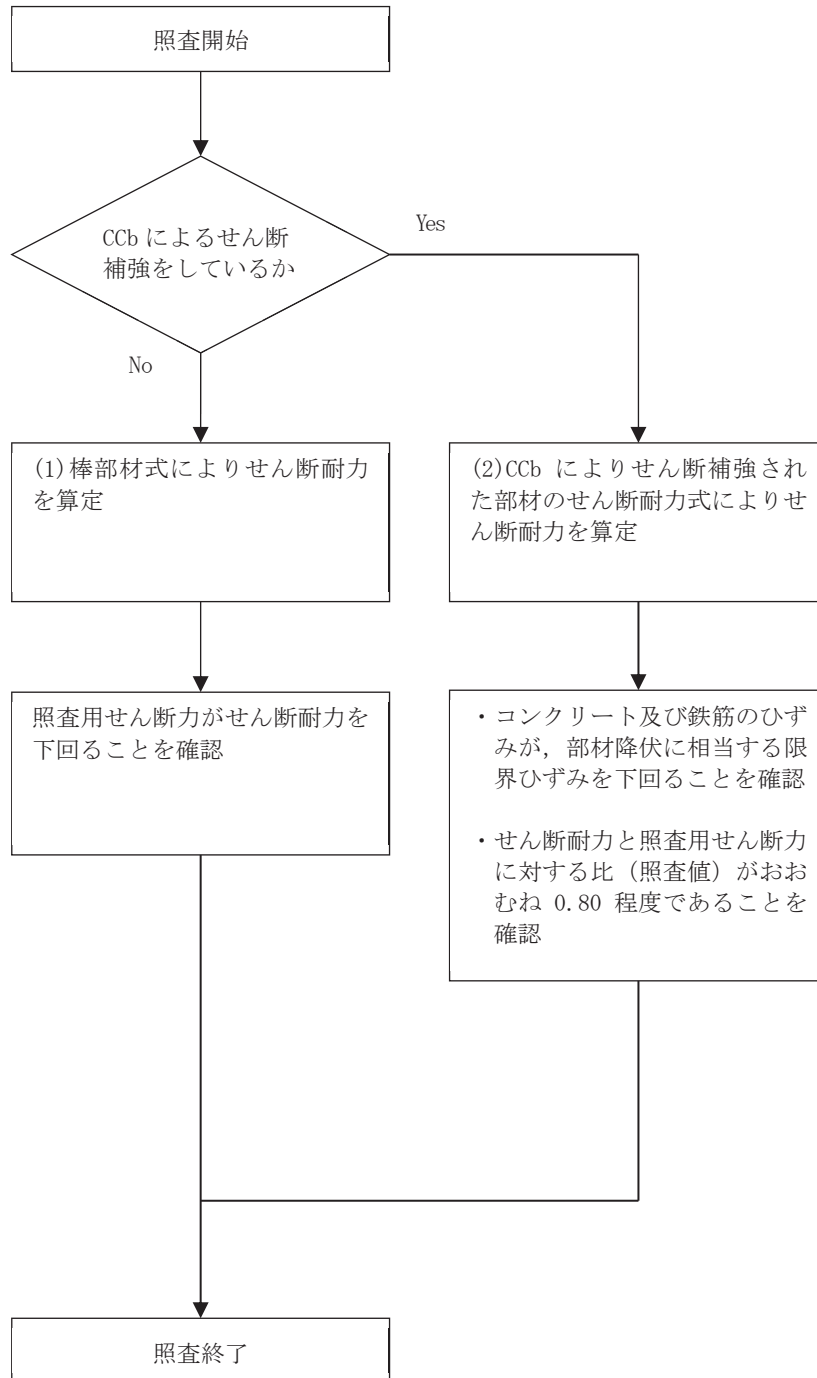 照査開始
CCb によるせん断
補強をしているか
Yes
No
(1)棒部材式によりせん断耐力
を算定
(2)CCb によりせん断補強され
た部材のせん断耐力式によりせ
ん断耐力を算定
照査用せん断力がせん断耐力を
下回ることを確認
・コンクリート及び鉄筋のひず
みが，部材降伏に相当する限
界ひずみを下回ることを確認
・せん断耐力と照査用せん断力
に対する比（照査値）がおお
むね 0.80 程度であることを
確認
照査終了